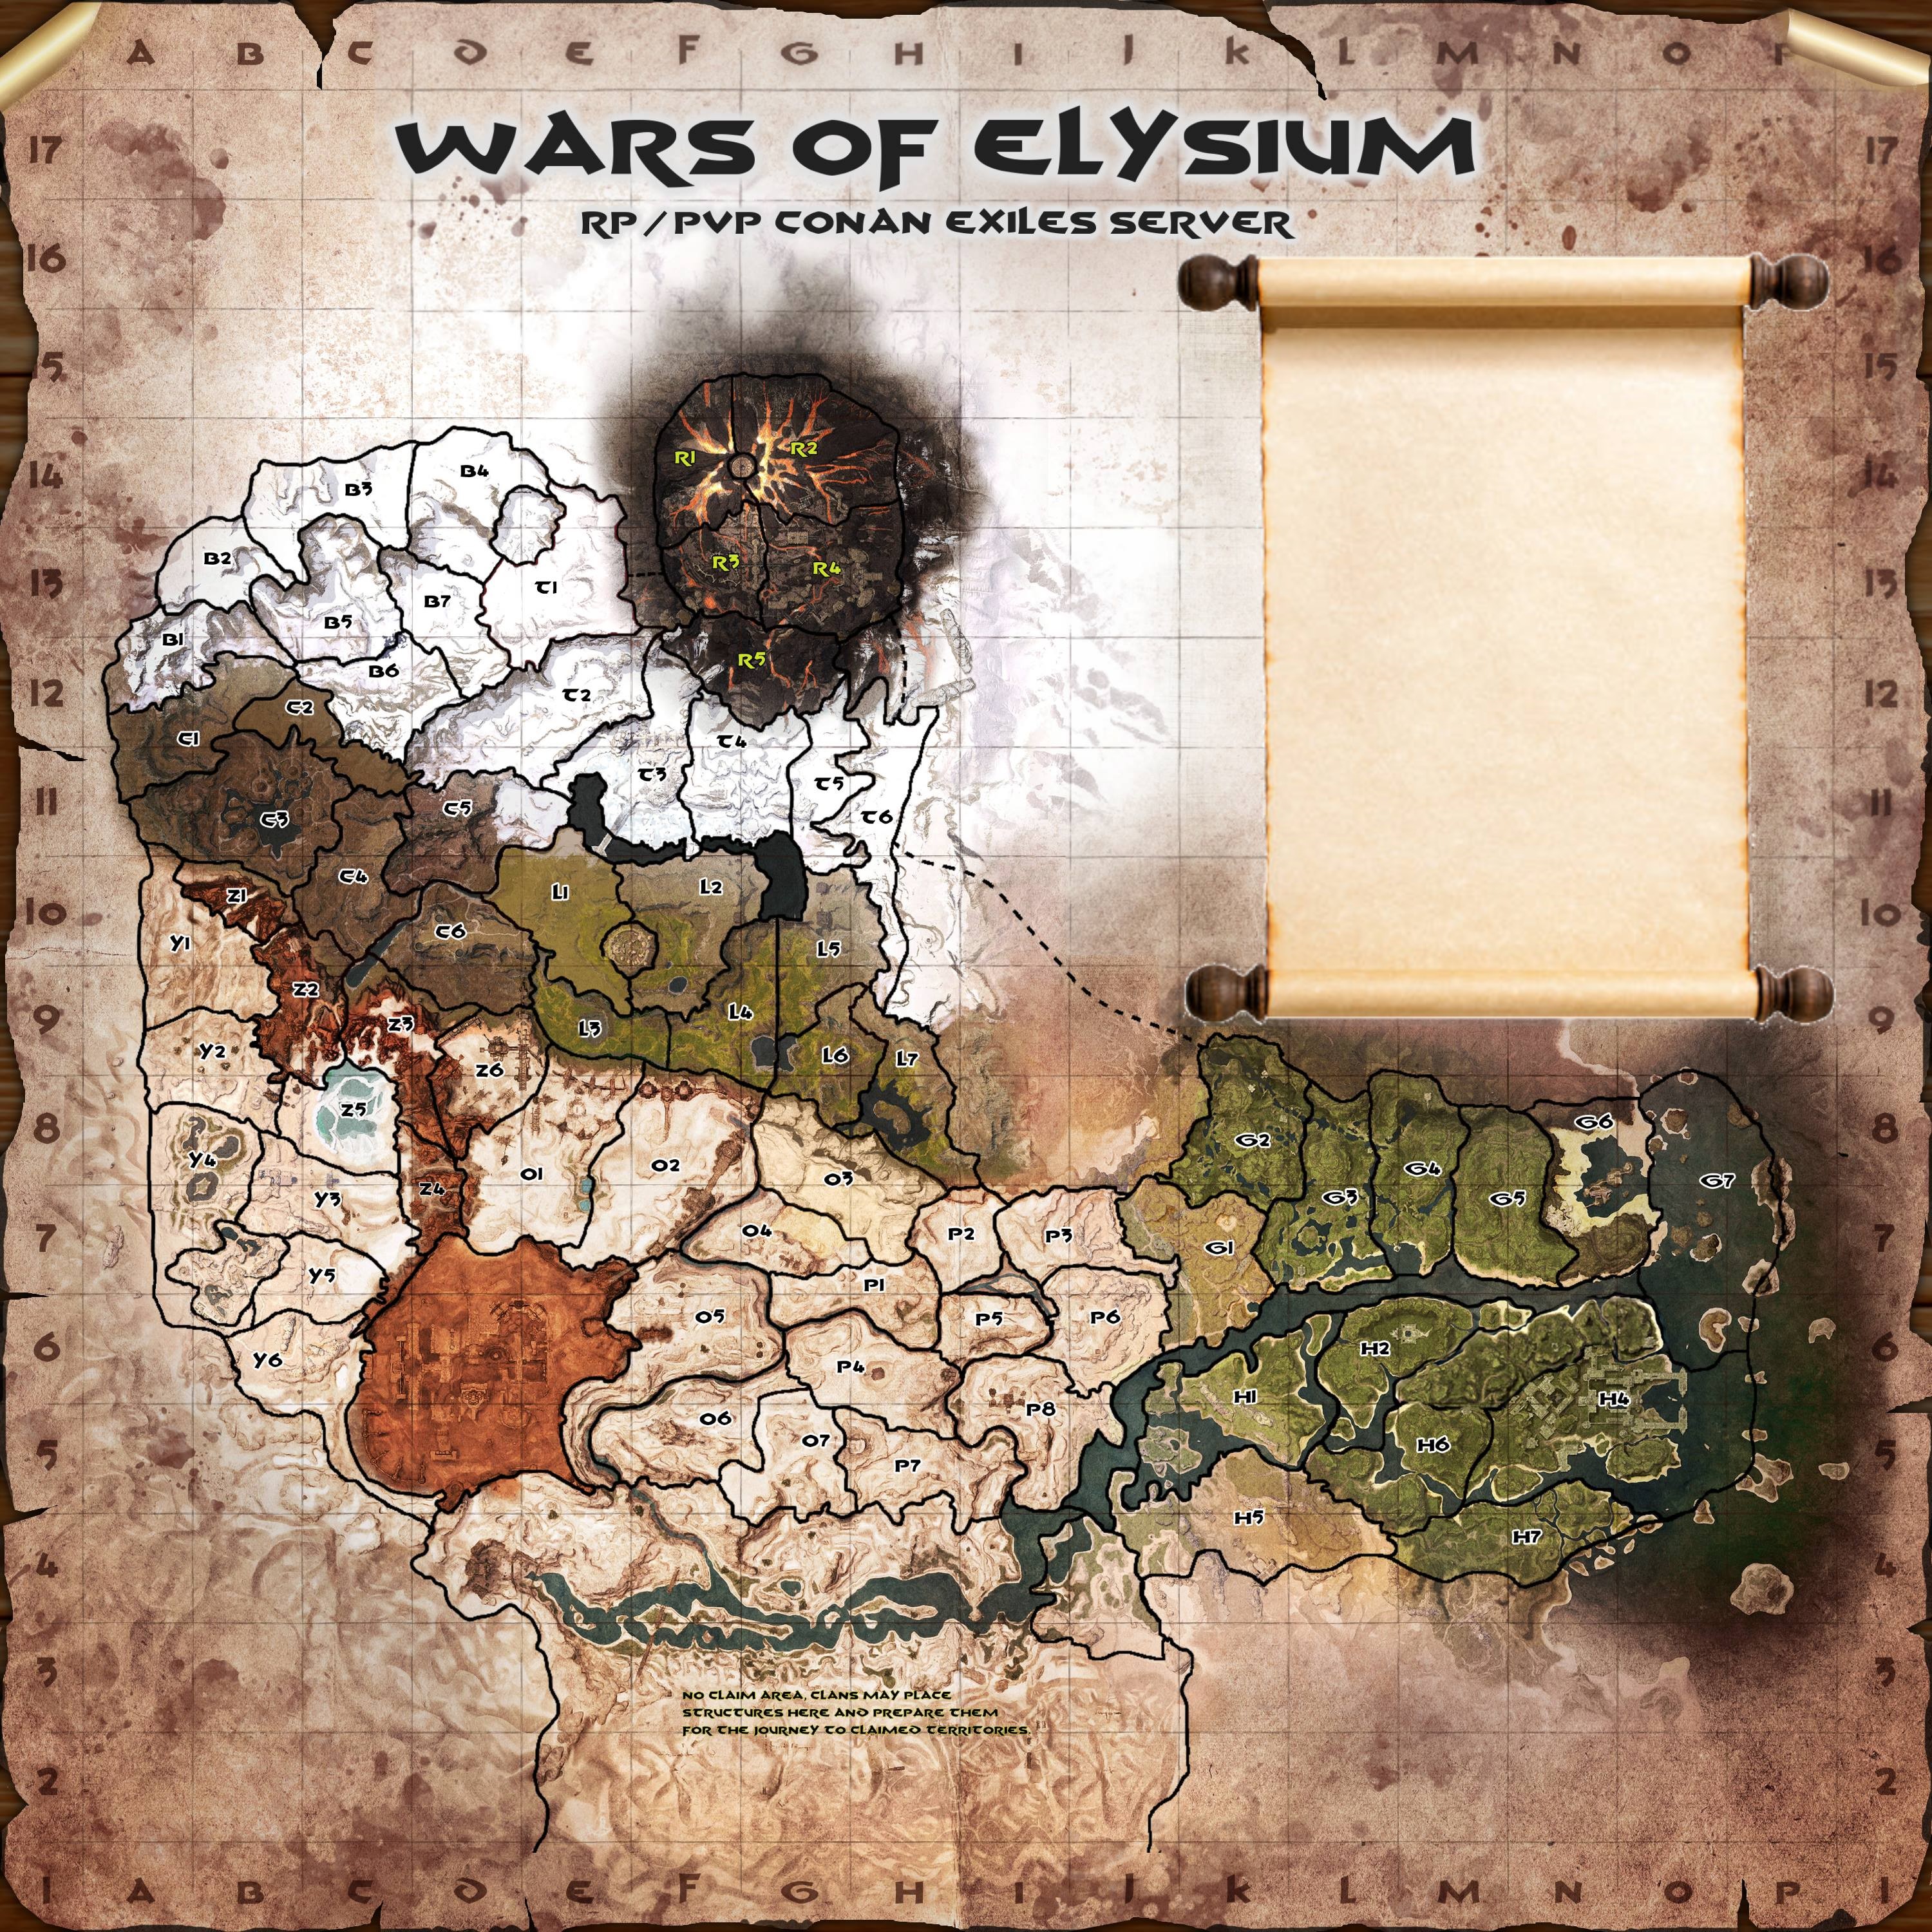 A B C D E F G H I J K L M N O
WARS OF ELYSIUM
RP/PVP CONAN EXILES SERVER
17 17
16 16
5 15
14 B3 B4 R1 R2 14
13 B2 B7 T1 R3 R4 13
B1 B5 B6 R5
12 C2 T2 12
C1 T4
11 C3 C5 T3 T5 T6 11
C4 L1 L2
10 Z1 10
Y1 C6 L5
Z2
9 Z3 L3 L4 9
Y2 Z6 L6 L7
8 Z5 G2 G6 8
Y4 O1 O2 O3 G4 G7
Y3 Z4 G3 G5
7 O4 P2 P3 G1 7
Y5 P1
O5 P5 P6
6 Y6 P4 H2 6
O6 P8 H1 H4
5 O7 P7 H6 5
H5 H7
4 4
3 3
NO CLAIM AREA, CLANS MAY PLACE
STRUCTURES HERE AND PREPARE THEM
FOR THE JOURNEY TO CLAIMED TERRITORIES.
2 2
1 A B C D E F G H I J K L M N O P 1